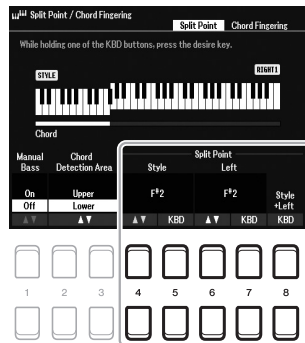 Split Point / Chord Fingering
Split Point Chord Fingering
While holding one of the KBD buttons, press the desire key.
STYLE RIGHT1
Chord
Split Point
Manual Bass
Chord Detection Area
Style
Left
On Upper F#2 F#2 Style +Left
Off Lower
▲▼ ▲▼ ▲▼ KBD ▲▼ KBD KBD
1 2 3 4 5 6 7 8